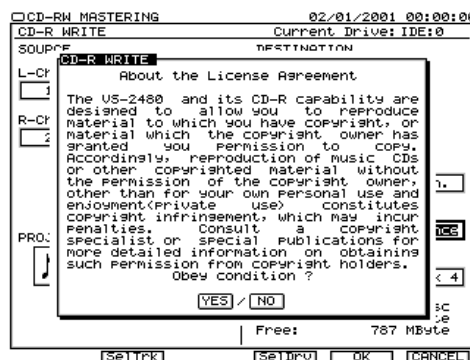 CD-RW MASTERING 02/01/2001 00:00:00
CD-R WRITE Current Drive:IDE:0
SOURCE DESTINATION
CD-R WRITE
About the License Agreement
The VS-2480 and its CD-R capability are
designed to allow you to reproduce
material to which you have copyright, or
material which the copyright owner has
granted you permission to copy.
Accordingly, reproduction of music CDs
or other copyrighted material without
the permission of the copyright owner,
other than for your own personal use and
enjoyment(private use) constitutes
copyright infringement, which may incur
penalties. Consult a copyright
specialist or special publications for
more detailed information on obtaining
such permission from copyright holders.
Obey condition ?
YES / NO
L-Ch
R-Ch
PROJ
x 4
Free: 787 MByte
SelTrk SelDrv OK CANCEL